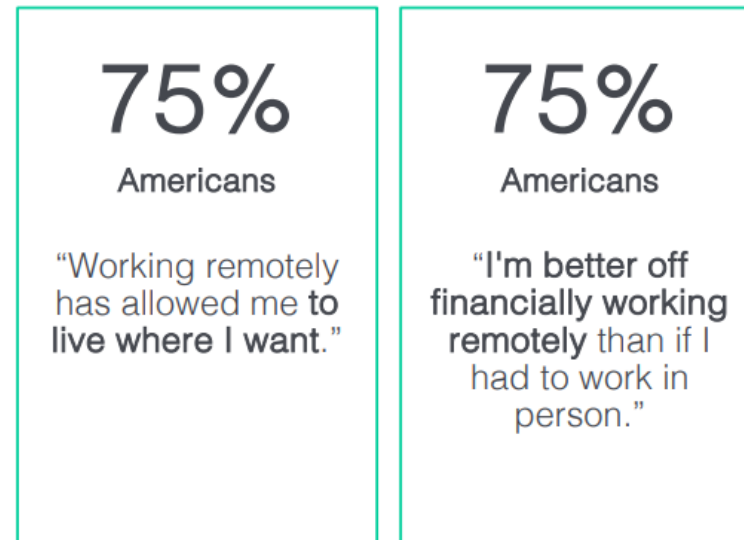 75%
Americans
“Working remotely
has allowed me to
live where I want.”
75%
Americans
“I'm better off
financially working
remotely than if I
had to work in
person.”